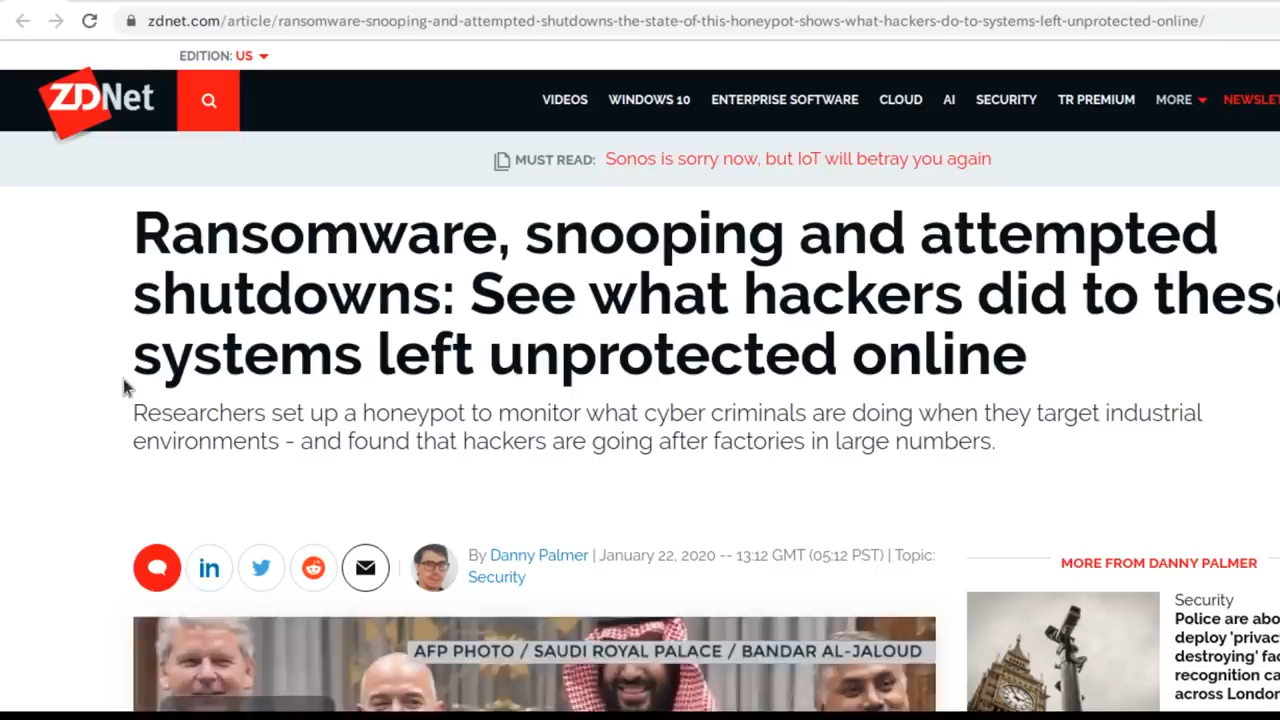 zdnet.com/article/ransomware-snooping-and-attempted-shutdowns-the-state-of-this-honeypot-shows-what-hackers-do-to-systems-left-unprotected-online/
EDITION: US
ZDNet
VIDEOS WINDOWS 10 ENTERPRISE SOFTWARE CLOUD AI SECURITY TR PREMIUM MORE
MUST READ: Sonos is sorry now, but IoT will betray you again
Ransomware, snooping and attempted
shutdowns: See what hackers did to
systems left unprotected online
Researchers set up a honeypot to monitor what cyber criminals are doing when they target industrial
environments - and found that hackers are going after factories in large numbers.
in
By Danny Palmer | January 22, 2020 -- 13:12 GMT (05:12 PST) | Topic:
Security
AFP PHOTO / SAUDI ROYAL PALACE / BANDAR AL-JALOUD
MORE FROM DANNY PALMER
Security
Police are
deploy
destroying'
recognition
across London